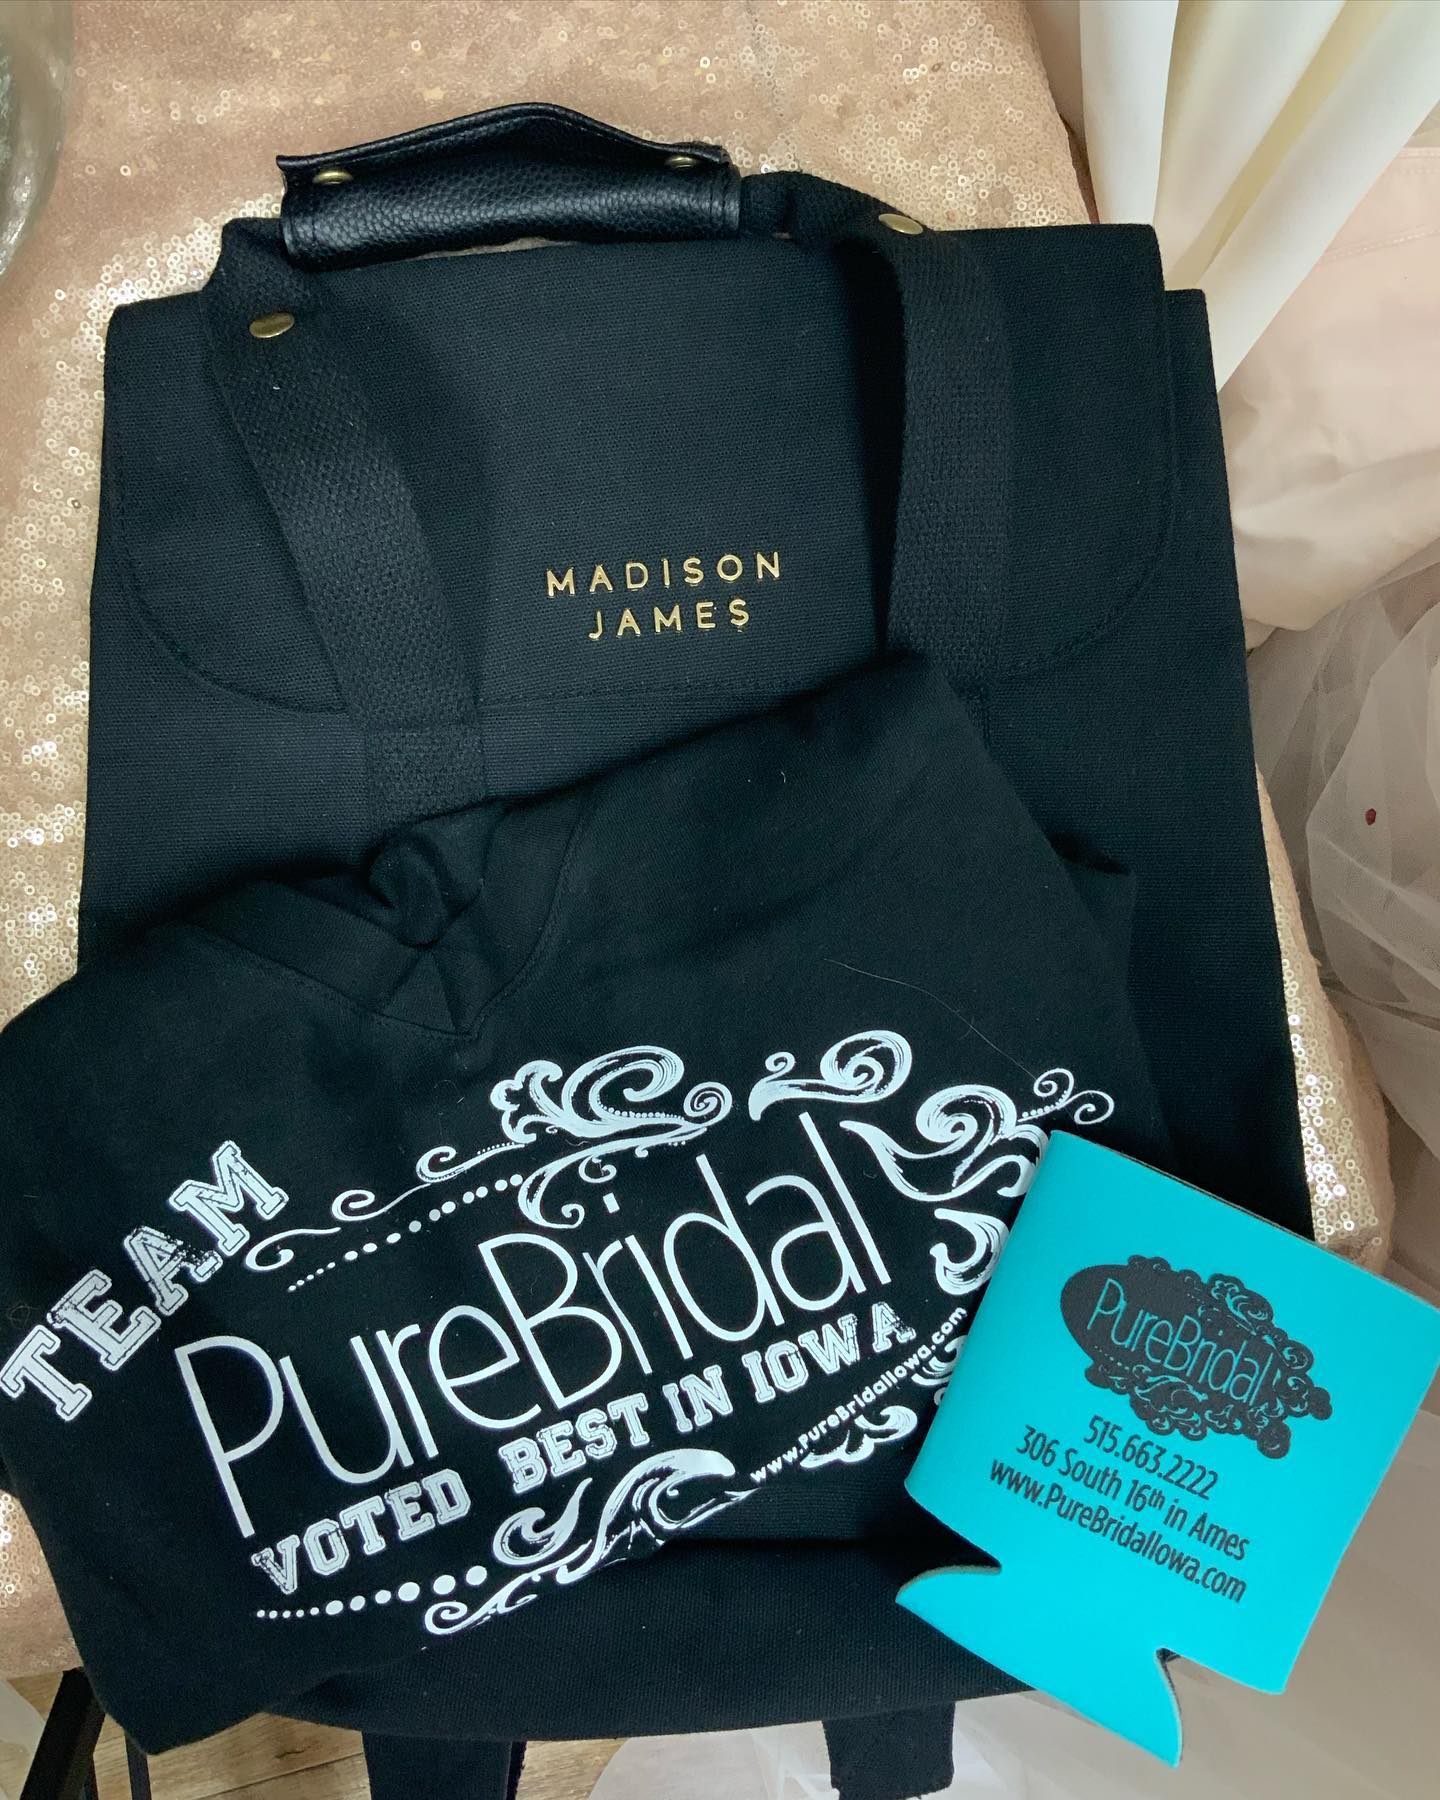 MADISON
JAMES
TEAM
PureBridal
VOTED BEST IN IOWA
www.PureBridalIowa.com
PureBridal
515.663.2222
306 South 16th in Ames
www.PureBridalIowa.com